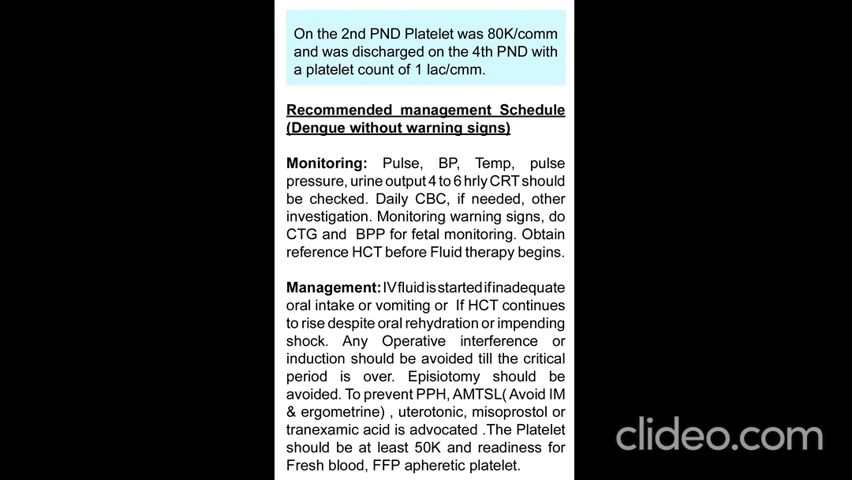 On the 2nd PND Platelet was 80K/comm
and was discharged on the 4th PND with
a platelet count of 1 lac/cmm.
Recommended management Schedule
(Dengue without warning signs)
Monitoring: Pulse, BP, Temp, pulse
pressure, urine output 4 to 6 hrly CRT should
be checked. Daily CBC, if needed, other
investigation. Monitoring warning signs, do
CTG and BPP for fetal monitoring. Obtain
reference HCT before Fluid therapy begins.
Management: IV fluid is started if inadequate
oral intake or vomiting or If HCT continues
to rise despite oral rehydration or impending
shock. Any Operative interference or
induction should be avoided till the critical
period is over. Episiotomy should be
avoided. To prevent PPH, AMTSL( Avoid IM
& ergometrine) , uterotonic, misoprostol or
tranexamic acid is advocated .The Platelet
should be at least 50K and readiness for
Fresh blood, FFP apheretic platelet.
clideo.com